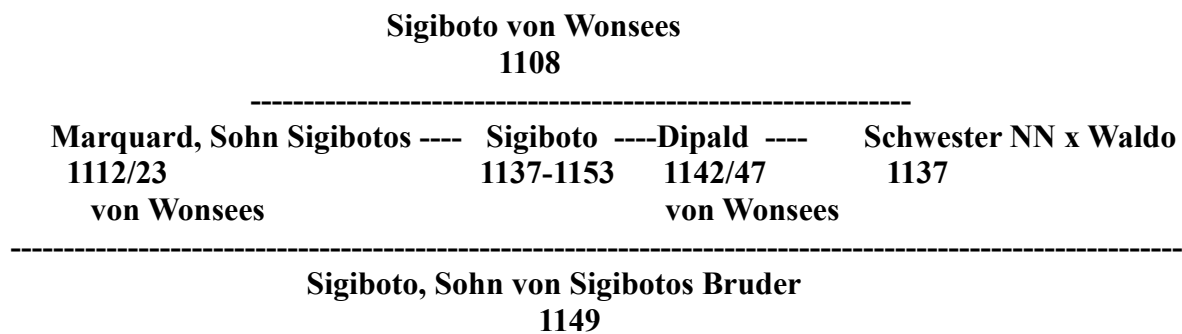 Sigiboto von Wonsees
1108
--------------------------------------------------------------
Marquard, Sohn Sigibotos ---- Sigiboto ----Dipald ---- Schwester NN x Waldo
1112/23 1137-1153 1142/47 1137
von Wonsees von Wonsees
--------------------------------------------------------------------------------------------------------------
Sigiboto, Sohn von Sigibotos Bruder
1149